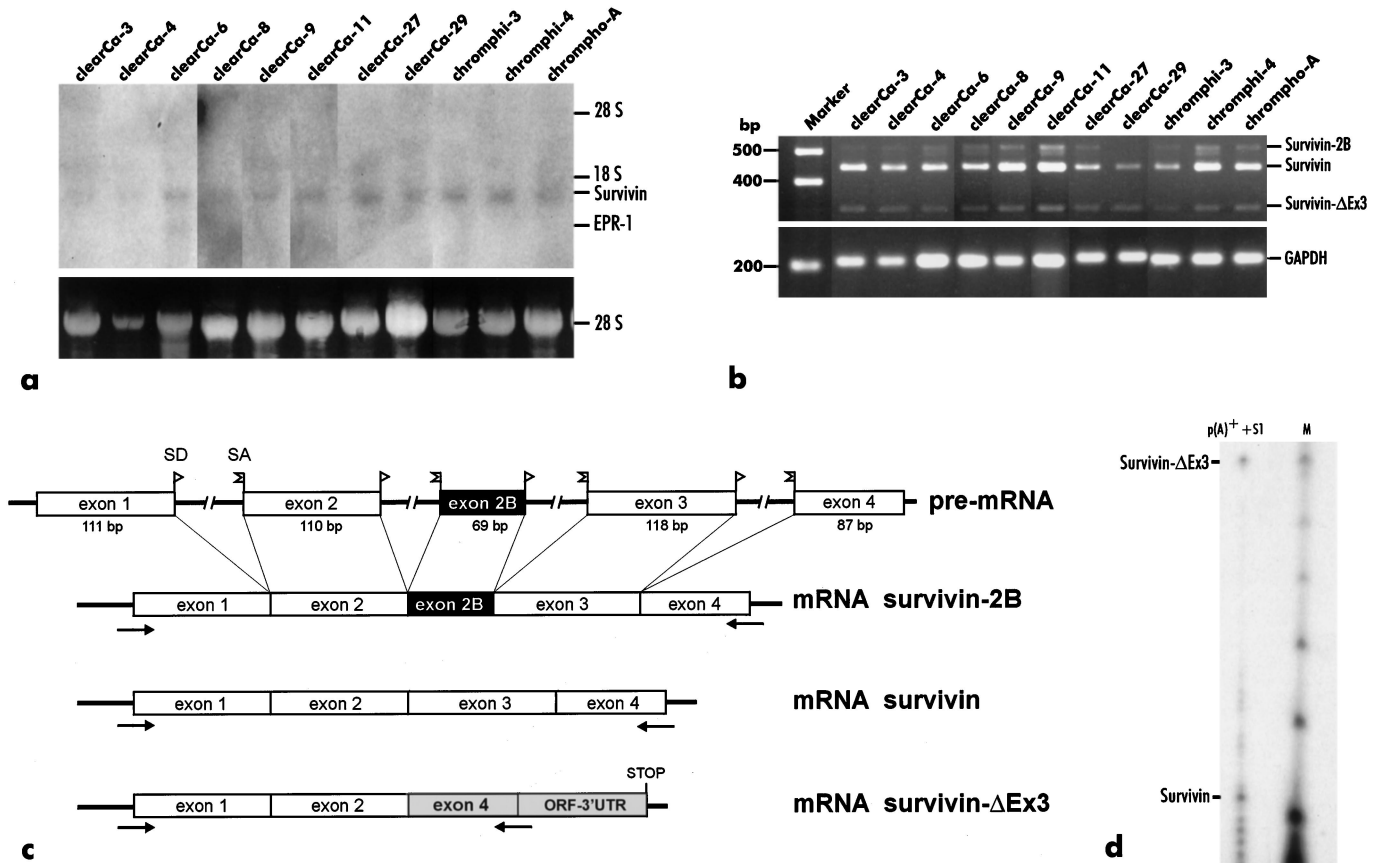 clearCa-3 clearCa-4 clearCa-6 clearCa-8 clearCa-9 clearCa-11 clearCa-27 clearCa-29 chromphi-3 chromphi-4 chrompho-A
28 S
18 S
Survivin
EPR-1
28 S
a
bp Marker clearCa-3 clearCa-4 clearCa-6 clearCa-8 clearCa-9 clearCa-11 clearCa-27 clearCa-29 chromphi-3 chromphi-4 chrompho-A
500 Survivin-2B
Survivin
400
Survivin-ΔEx3
200 GAPDH
b
SD SA
exon 1 exon 2 exon 2B exon 3 exon 4 pre-mRNA
111 bp 110 bp 69 bp 118 bp 87 bp
exon 1 exon 2 exon 2B exon 3 exon 4 mRNA survivin-2B
exon 1 exon 2 exon 3 exon 4 mRNA survivin
STOP
exon 1 exon 2 exon 4 ORF-3'UTR mRNA survivin-ΔEx3
c
p(A)+ +S1 M
Survivin-ΔEx3
Survivin
d